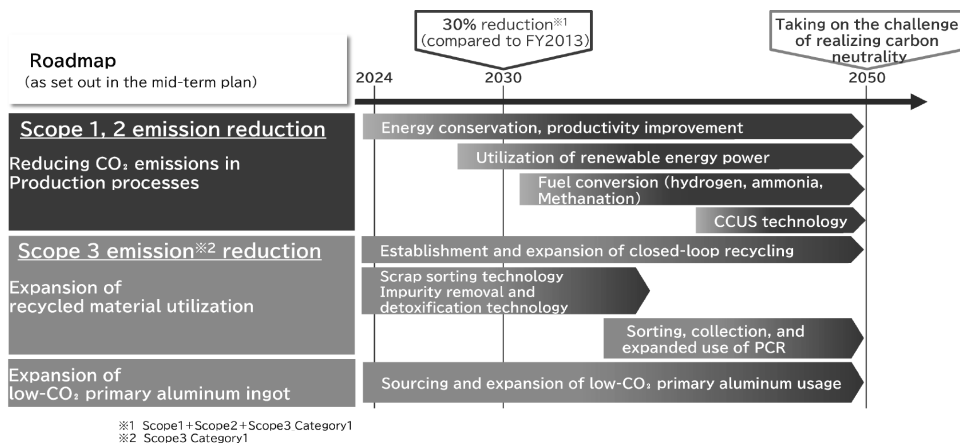 30% reduction※1
(compared to FY2013)
Taking on the challenge
of realizing carbon
neutrality
Roadmap
(as set out in the mid-term plan)
2024
2030
2050
Scope 1, 2 emission reduction
Reducing CO₂ emissions in
Production processes
Energy conservation, productivity improvement
Utilization of renewable energy power
Fuel conversion (hydrogen, ammonia,
Methanation)
CCUS technology
Scope 3 emission※2 reduction
Expansion of
recycled material utilization
Establishment and expansion of closed-loop recycling
Scrap sorting technology
Impurity removal and
detoxification technology
Sorting, collection, and
expanded use of PCR
Expansion of
low-CO₂ primary aluminum ingot
Sourcing and expansion of low-CO₂ primary aluminum usage
※1 Scope1+Scope2+Scope3 Category1
※2 Scope3 Category1